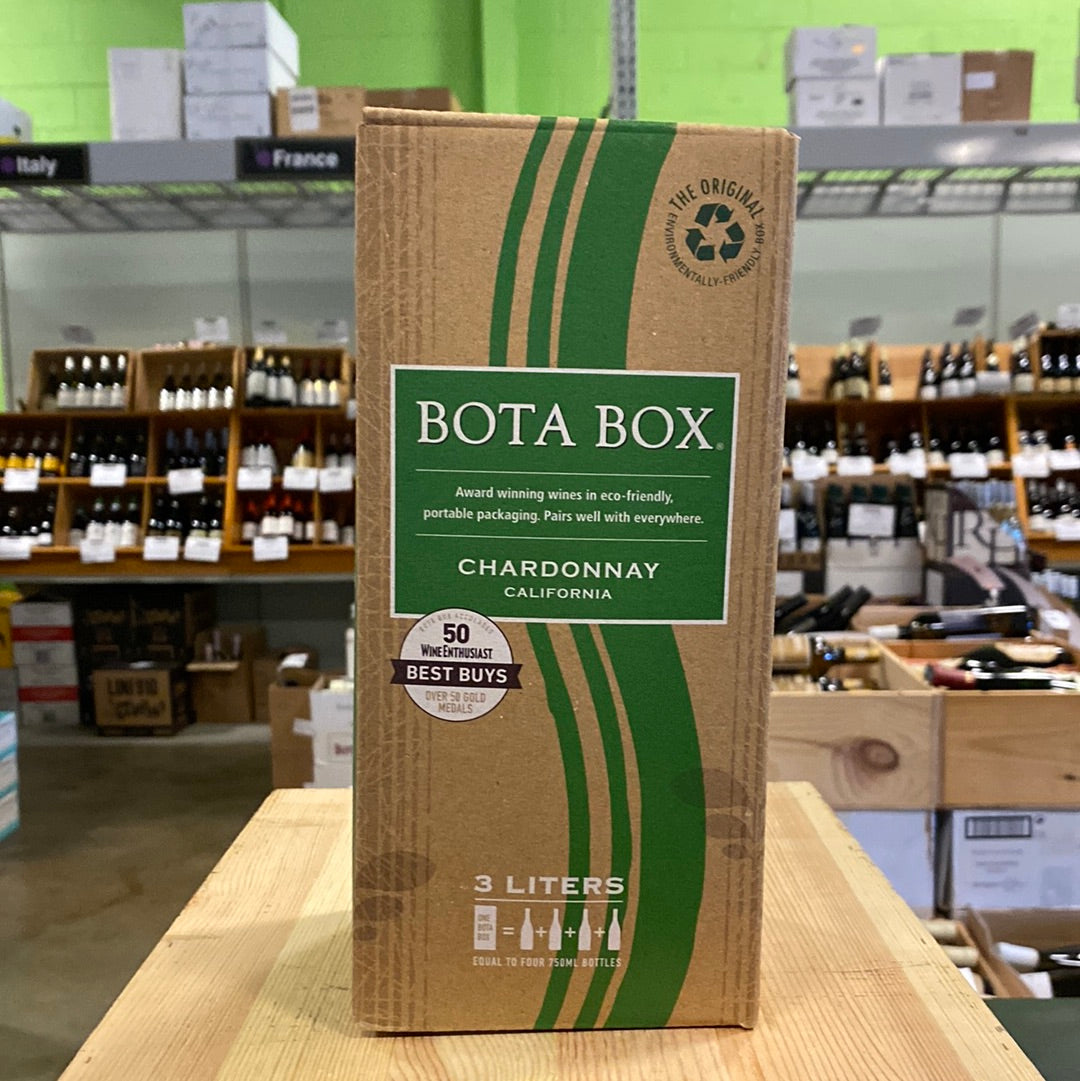 Italy
France
THE ORIGINAL
ENVIRONMENTALLY-FRIENDLY BOX
BOTA BOX®
Award winning wines in eco-friendly,
portable packaging. Pairs well with everywhere.
CHARDONNAY
CALIFORNIA
50
WINE ENTHUSIAST
BEST BUYS
OVER 50 GOLD
MEDALS
3 LITERS
ONE
BOTA
BOX
= + + +
EQUAL TO FOUR 750ML BOTTLES